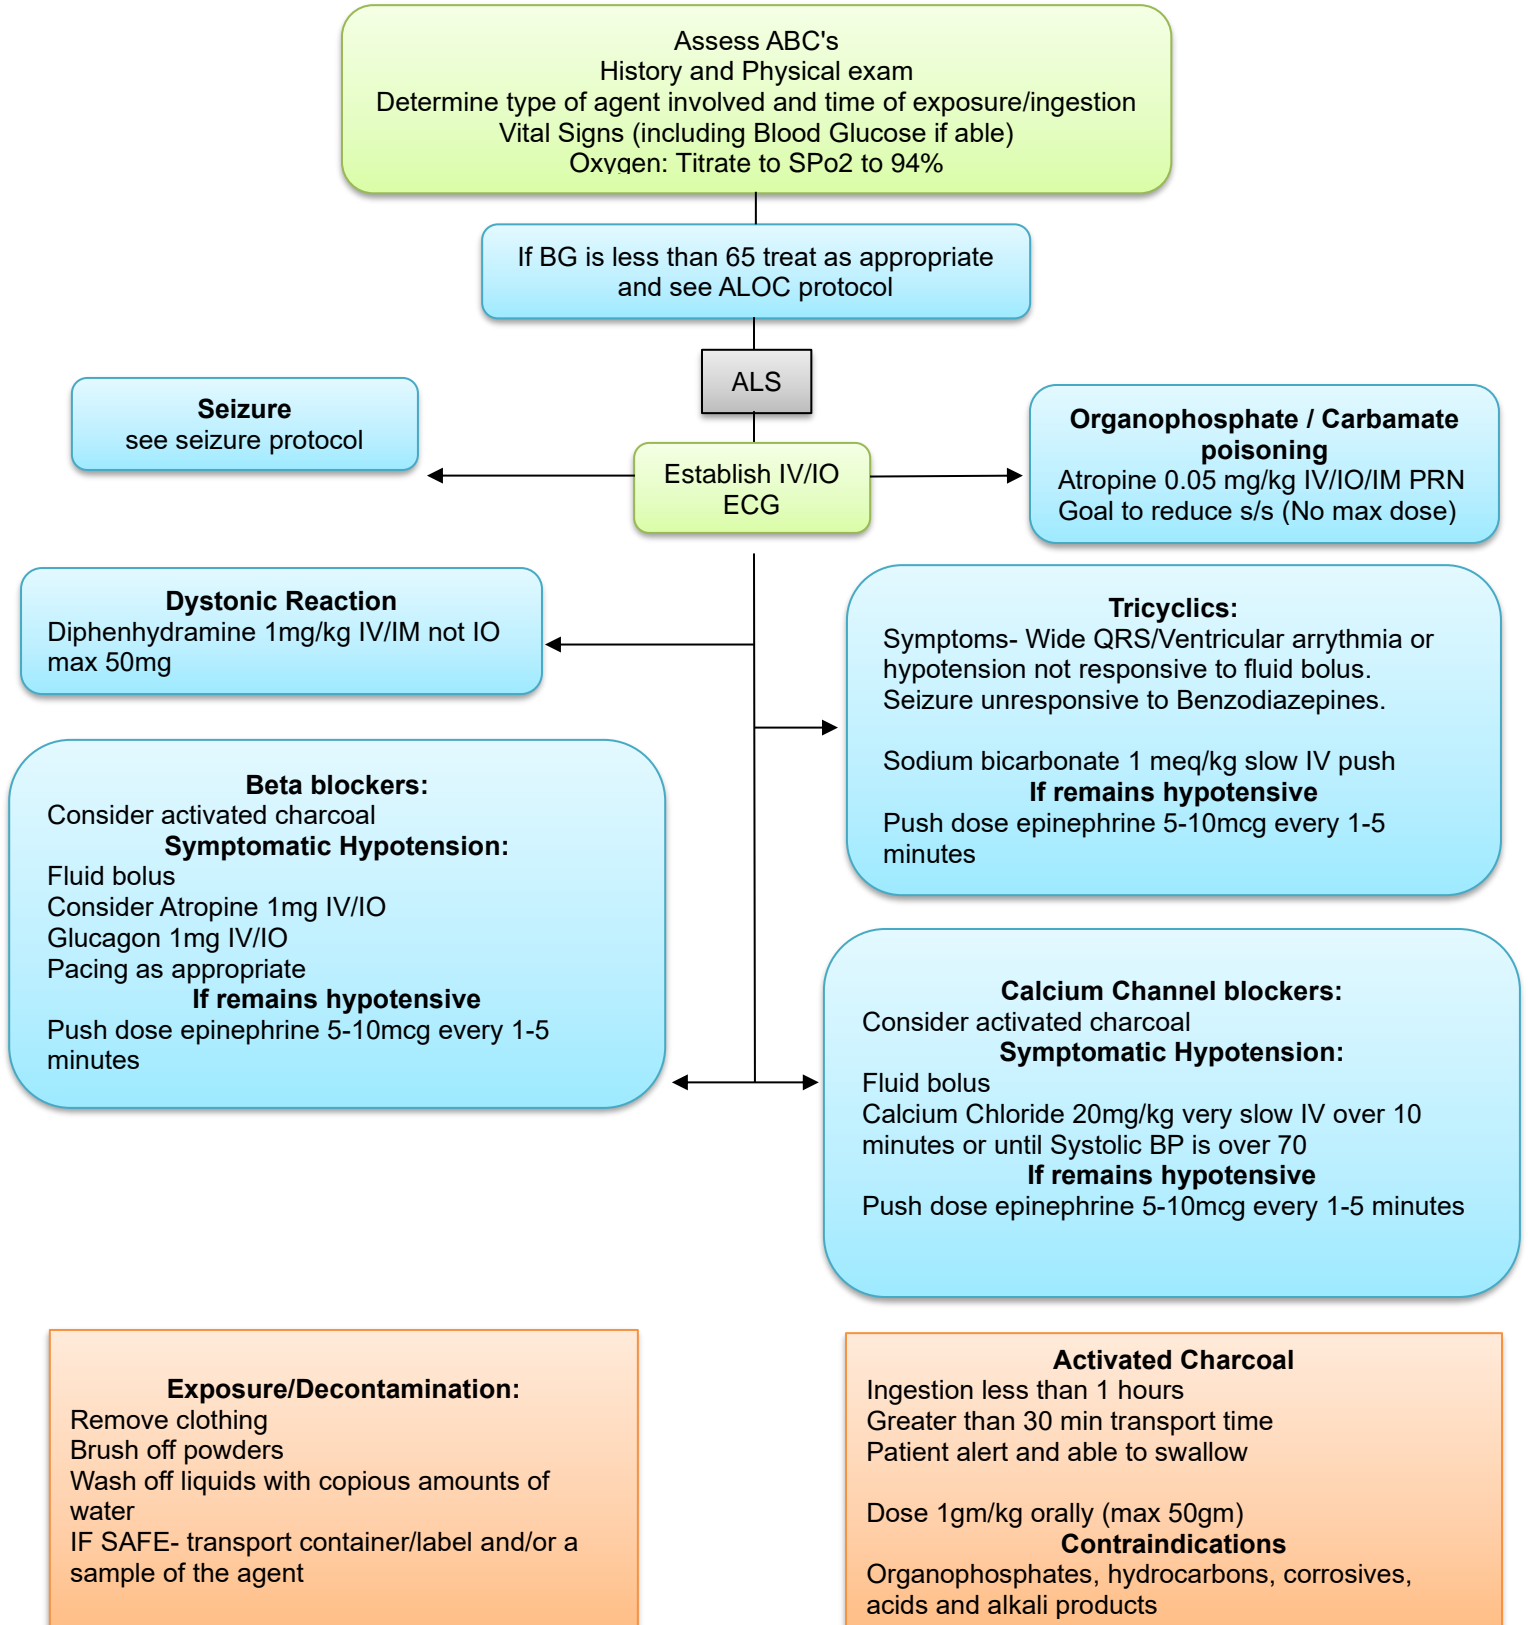 Assess ABC's
History and Physical exam
Determine type of agent involved and time of exposure/ingestion
Vital Signs (including Blood Glucose if able)
Oxygen: Titrate to SPo2 to 94%
If BG is less than 65 treat as appropriate
and see ALOC protocol
ALS
Seizure
see seizure protocol
Establish IV/IO
ECG
Organophosphate / Carbamate
poisoning
Atropine 0.05 mg/kg IV/IO/IM PRN
Goal to reduce s/s (No max dose)
Dystonic Reaction
Diphenhydramine 1mg/kg IV/IM not IO
max 50mg
Tricyclics:
Symptoms- Wide QRS/Ventricular arrythmia or
hypotension not responsive to fluid bolus.
Seizure unresponsive to Benzodiazepines.
Sodium bicarbonate 1 meq/kg slow IV push
If remains hypotensive
Push dose epinephrine 5-10mcg every 1-5
minutes
Beta blockers:
Consider activated charcoal
Symptomatic Hypotension:
Fluid bolus
Consider Atropine 1mg IV/IO
Glucagon 1mg IV/IO
Pacing as appropriate
If remains hypotensive
Push dose epinephrine 5-10mcg every 1-5
minutes
Calcium Channel blockers:
Consider activated charcoal
Symptomatic Hypotension:
Fluid bolus
Calcium Chloride 20mg/kg very slow IV over 10
minutes or until Systolic BP is over 70
If remains hypotensive
Push dose epinephrine 5-10mcg every 1-5 minutes
Exposure/Decontamination:
Remove clothing
Brush off powders
Wash off liquids with copious amounts of
water
IF SAFE- transport container/label and/or a
sample of the agent
Activated Charcoal
Ingestion less than 1 hours
Greater than 30 min transport time
Patient alert and able to swallow
Dose 1gm/kg orally (max 50gm)
Contraindications
Organophosphates, hydrocarbons, corrosives,
acids and alkali products